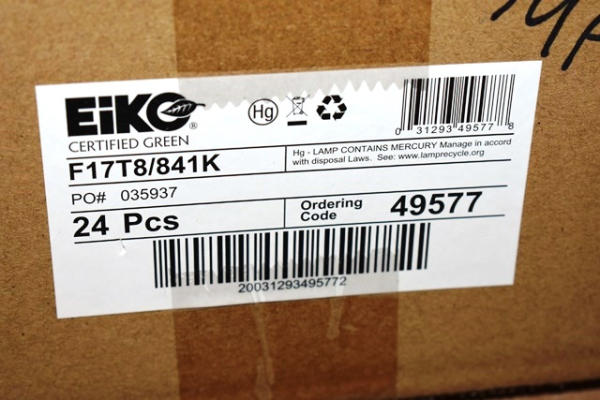 EiKO®
CERTIFIED GREEN
Hg
0 31293 49577 8
F17T8/841K
Hg - LAMP CONTAINS MERCURY Manage in accord
with disposal Laws. See: www.lamprecycle.org
PO# 035937
24 Pcs
Ordering
Code
49577
20031293495772